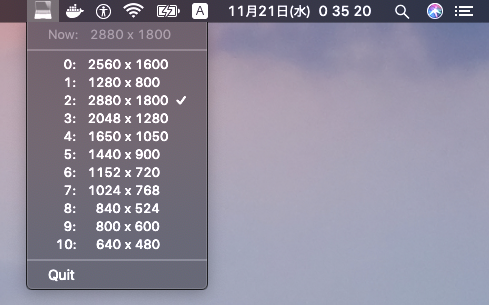 A 11月21日(水) 0 35 20
Now: 2880 x 1800
0: 2560 x 1600
1: 1280 x 800
2: 2880 x 1800 ✓
3: 2048 x 1280
4: 1650 x 1050
5: 1440 x 900
6: 1152 x 720
7: 1024 x 768
8: 840 x 524
9: 800 x 600
10: 640 x 480
Quit